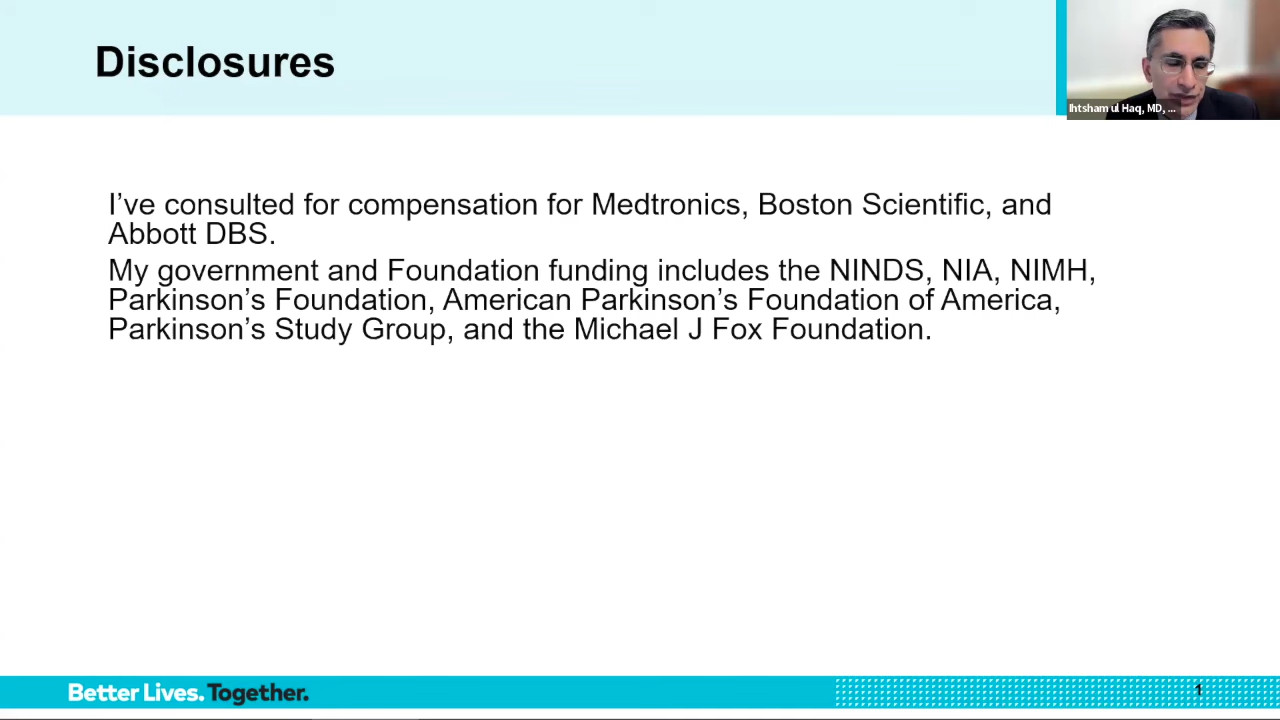 Disclosures
Ihtsham ul Haq, MD, ...
I've consulted for compensation for Medtronics, Boston Scientific, and
Abbott DBS.
My government and Foundation funding includes the NINDS, NIA, NIMH,
Parkinson's Foundation, American Parkinson's Foundation of America,
Parkinson's Study Group, and the Michael J Fox Foundation.
Better Lives. Together.
1